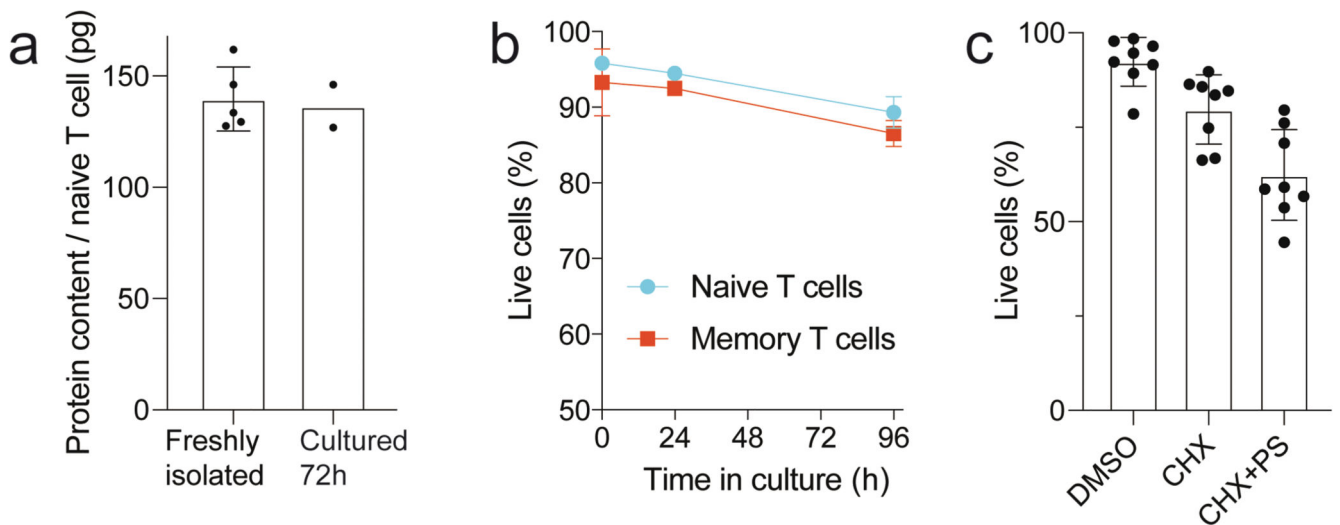 a
Protein content / naive T cell (pg)
150
100
50
0
Freshly
isolated
Cultured
72h
b
Live cells (%)
100
90
80
70
60
50
Naive T cells
Memory T cells
0 24 48 72 96
Time in culture (h)
c
Live cells (%)
100
50
0
DMSO
CHX
CHX+PS